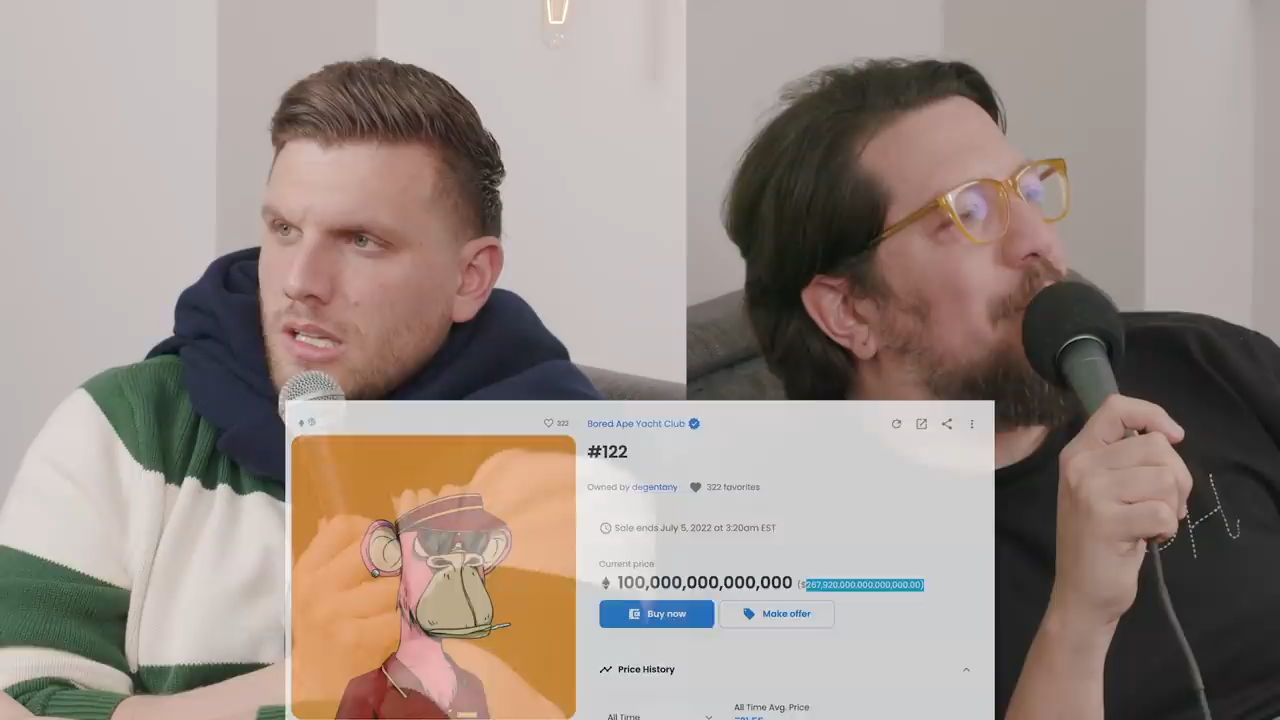 322
Bored Ape Yacht Club
#122
Owned by degentany
322 favorites
Sale ends July 5, 2022 at 3:20am EST
Current price
100,000,000,000,000 ($267,920,000,000,000,000.00)
Buy now
Make offer
Price History
All Time
All Time Avg. Price